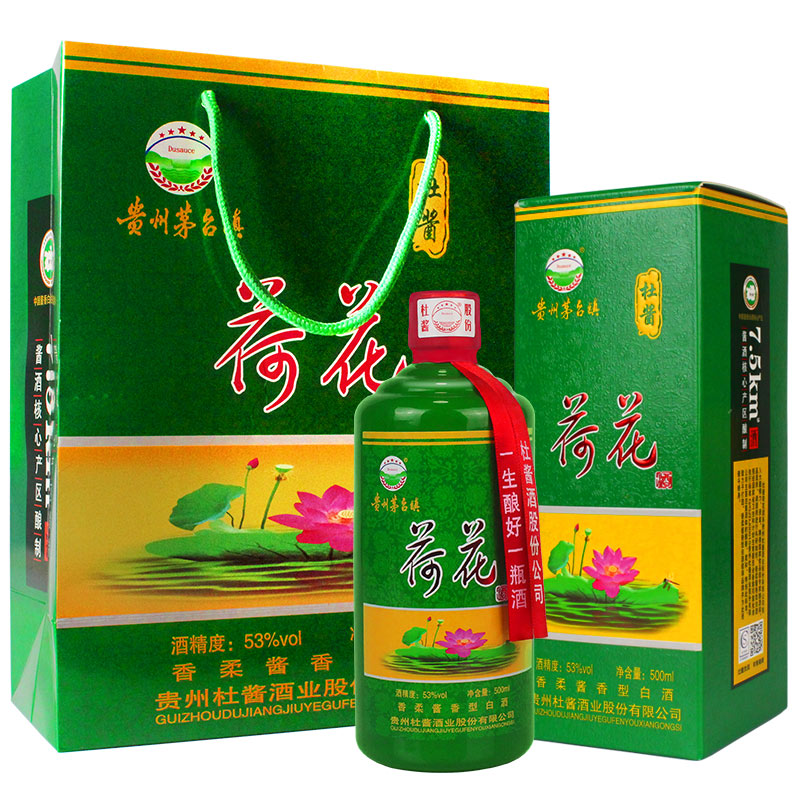 Dusauce
贵州茅台镇
杜酱
荷花
酒精度：53%vol
香柔酱香
贵州杜酱酒业股份
GUIZHOUDUJIANGJIUYEGUFE
酱酒核心产区酿制
杜酱
股份
杜酱酒股份公司
一生酿好一瓶酒
贵州茅台镇
荷花
酒精度：53%vol 净含量：500ml
香柔酱香型白酒
贵州杜酱酒业股份有限公司
GUIZHOUDUJIANGJIUYEGUFENYOUXIANGONGSI
Dusauce
贵州茅台镇
杜酱
荷花
酒精度：53%vol 净含量：500ml
香柔酱香型白酒
贵州杜酱酒业股份有限公司
GUIZHOUDUJIANGJIUYEGUFENYOUXIANGONGSI
7.5km²
酱酒核心产区酿制